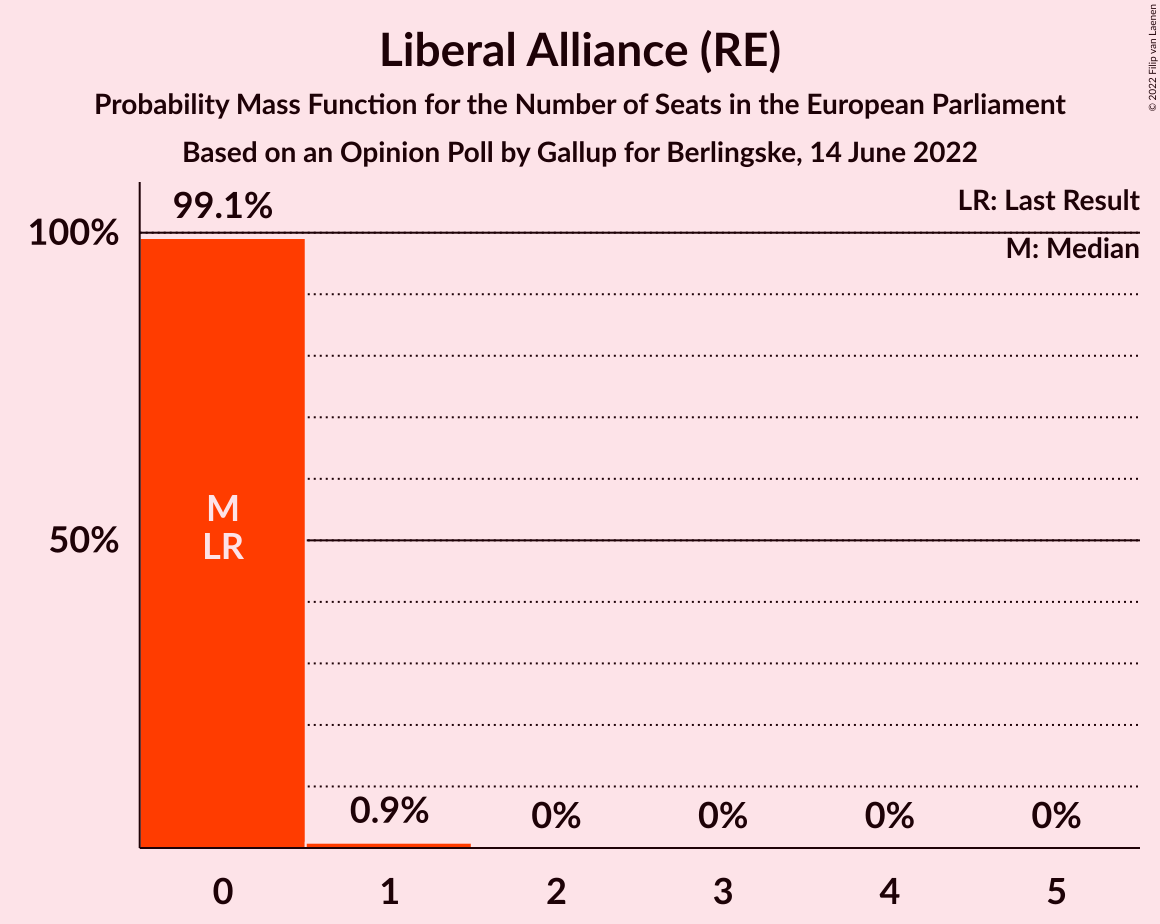 Liberal Alliance (RE)
Probability Mass Function for the Number of Seats in the European Parliament
Based on an Opinion Poll by Gallup for Berlingske, 14 June 2022
© 2022 Filip van Laenen
LR: Last Result
M: Median
99.1%
100%
50%
M
LR
0.9%
0%
0%
0%
0%
0
1
2
3
4
5